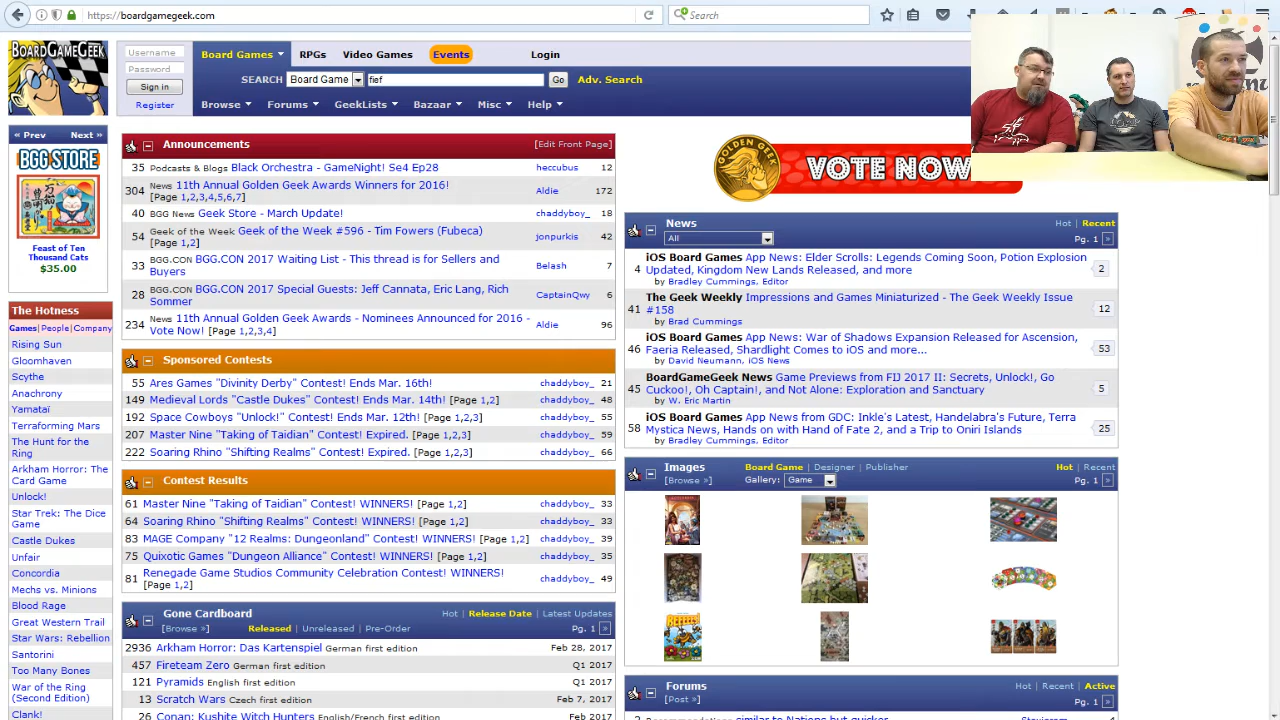 https://boardgamegeek.com
Search
BOARDGAMEGEEK
Username
Password
Sign in
Register
Board Games RPGs Video Games Events Login
SEARCH Board Game fief Go Adv. Search
Browse Forums GeekLists Bazaar Misc Help
« Prev Next »
BGG STORE
Feast of Ten
Thousand Cats
$35.00
The Hotness
Games| People| Company
Rising Sun
Gloomhaven
Scythe
Anachrony
Yamataï
Terraforming Mars
The Hunt for the
Ring
Arkham Horror: The
Card Game
Unlock!
Star Trek: The Dice
Game
Castle Dukes
Unfair
Concordia
Mechs vs. Minions
Blood Rage
Great Western Trail
Star Wars: Rebellion
Santorini
Too Many Bones
War of the Ring
(Second Edition)
Clank!
Announcements [Edit Front Page]
35 Podcasts & Blogs Black Orchestra - GameNight! Se4 Ep28 heccubus 12
304 News 11th Annual Golden Geek Awards Winners for 2016! Aldie 172
[Page 1,2,3,4,5,6,7]
40 BGG News Geek Store - March Update! chaddyboy_ 18
54 Geek of the Week jonpurkis 42
[Page 1,2]
33 BGG.CON 2017 Waiting List - This thread is for Sellers and Belash 7
Buyers
28 BGG.CON 2017 Special Guests: Jeff Cannata, Eric Lang, Rich CaptainQwy 6
Sommer
234 News 11th Annual Golden Geek Awards - Nominees Announced for 2016 - Aldie 96
Vote Now! [Page 1,2,3,4]
Sponsored Contests
55 Ares Games "Divinity Derby" Contest! Ends Mar. 16th! chaddyboy_ 21
149 Medieval Lords "Castle Dukes" Contest! Ends March. 14th! [Page 1,2] chaddyboy_ 48
192 Space Cowboys "Unlock!" Contest! Ends Mar. 12th! [Page 1,2,3] chaddyboy_ 55
207 Master Nine "Taking of Taidian" Contest! Expired. [Page 1,2,3] chaddyboy_ 59
222 Soaring Rhino "Shifting Realms" Contest! Expired. [Page 1,2,3] chaddyboy_ 66
Contest Results
61 Master Nine "Taking of Taidian" Contest! WINNERS! [Page 1,2] chaddyboy_ 33
64 Soaring Rhino "Shifting Realms" Contest! WINNERS! [Page 1,2] chaddyboy_ 33
83 MAGE Company "12 Realms: Dungeonland" Contest! WINNERS! [Page 1,2] chaddyboy_ 39
75 Quixotic Games "Dungeon Alliance" Contest! WINNERS! [Page 1,2] chaddyboy_ 35
81 Renegade Game Studios Community Celebration Contest! WINNERS! chaddyboy_ 49
[Page 1,2]
Gone Cardboard Hot | Release Date | Latest Updates
[Browse »] Released | Unreleased | Pre-Order Pg. 1 »
2936 Arkham Horror: Das Kartenspiel German first edition Feb 28, 2017
457 Fireteam Zero German first edition Q1 2017
121 Pyramids English first edition Q1 2017
13 Scratch Wars Czech first edition Feb 7, 2017
26 Conan: Kushite Witch Hunters English/French first edition Q1 2017
GOLDEN GEEK
VOTE NOW
News Hot | Recent
All Pg. 1 »
4 iOS Board Games App News: Elder Scrolls: Legends Coming Soon, Potion Explosion 2
Updated, Kingdom New Lands Released, and more
by Bradley Cummings, Editor
41 The Geek Weekly Impressions and Games Miniaturized - The Geek Weekly Issue 12
#158
by Brad Cummings
46 iOS Board Games App News: War of Shadows Expansion Released for Ascension, 53
Faeria Released, Shardlight Comes to iOS and more...
by David Neumann, iOS News
45 BoardGameGeek News Game Previews from FIJ 2017 II: Secrets, Unlock!, Go 5
Cuckoo!, Oh Captain!, and Not Alone: Exploration and Sanctuary
by W. Eric Martin
58 iOS Board Games App News from GDC: Inkle's Latest, Handelabra's Future, Terra 25
Mystica News, Hands on with Hand of Fate 2, and a Trip to Oniri Islands
by Bradley Cummings, Editor
Images Board Game | Designer | Publisher Hot | Recent
[Browse »] Gallery: Game Pg. 1 »
Forums Hot | Recent | Active
[Post »] Pg. 1 »
Recommendations similar to Nations but quicker